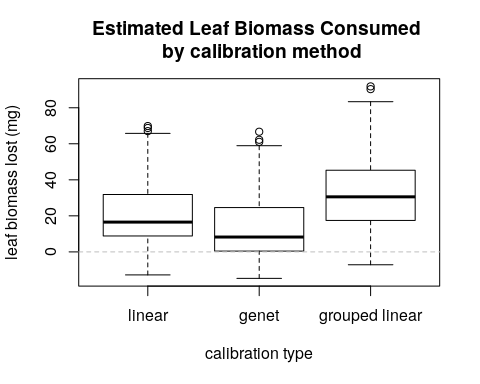 Estimated Leaf Biomass Consumed
by calibration method
leaf biomass lost (mg)
80
60
40
20
0
linear genet grouped linear
calibration type